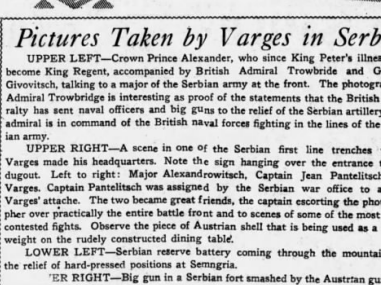 Pictures Taken by Varges in Serb
UPPER LEFT—Crown Prince Alexander, who since King Peter's illnes
become King Regent, accompanied by British Admiral Trowbride and G
Givovitsch, talking to a major of the Serbian army at the front. The photogra
Admiral Trowbridge is interesting as proof of the statements that the British
ralty has sent naval officers and big guns to the relief of the Serbian artillery
admiral is in command of the British naval forces fighting in the lines of the
ian army.
UPPER RIGHT—A scene in one of the Serbian first line trenches
Varges made his headquarters. Note the sign hanging over the entrance t
dugout. Left to right: Major Alexandrowitsch, Captain Jean Pantelitsch
Varges. Captain Pantelitsch was assigned by the Serbian war office to a
Varges' attache. The two became great friends, the captain escorting the pho
pher over practically the entire battle front and to scenes of some of the most
contested fights. Observe the piece of Austrian shell that is being used as a
weight on the rudely constructed dining table.
LOWER LEFT—Serbian reserve battery coming through the mountai
the relief of hard-pressed positions at Semngria.
'ER RIGHT—Big gun in a Serbian fort smashed by the Austrian gu